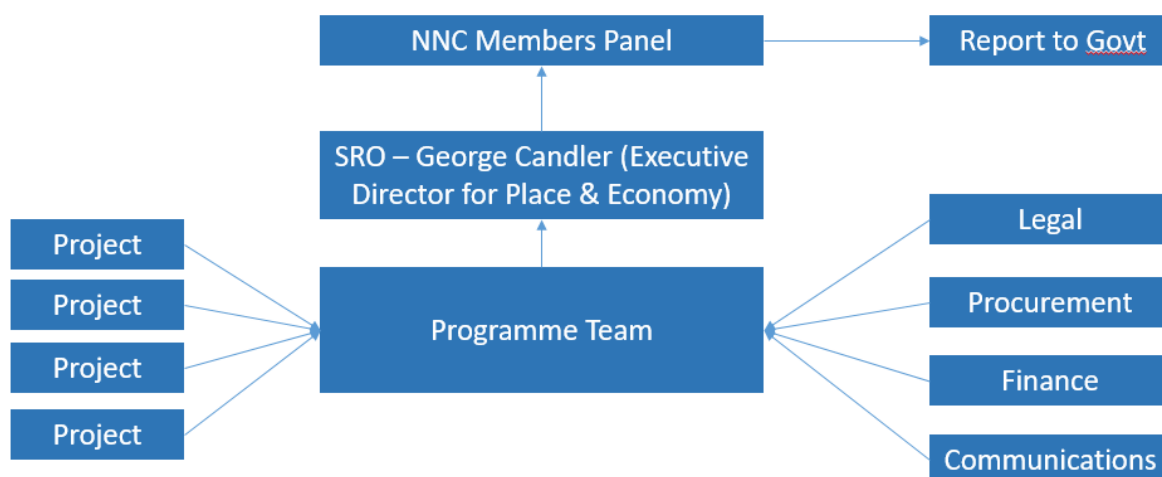 NNC Members Panel
Report to Govt
SRO – George Candler (Executive
Director for Place & Economy)
Project
Project
Project
Project
Programme Team
Legal
Procurement
Finance
Communications